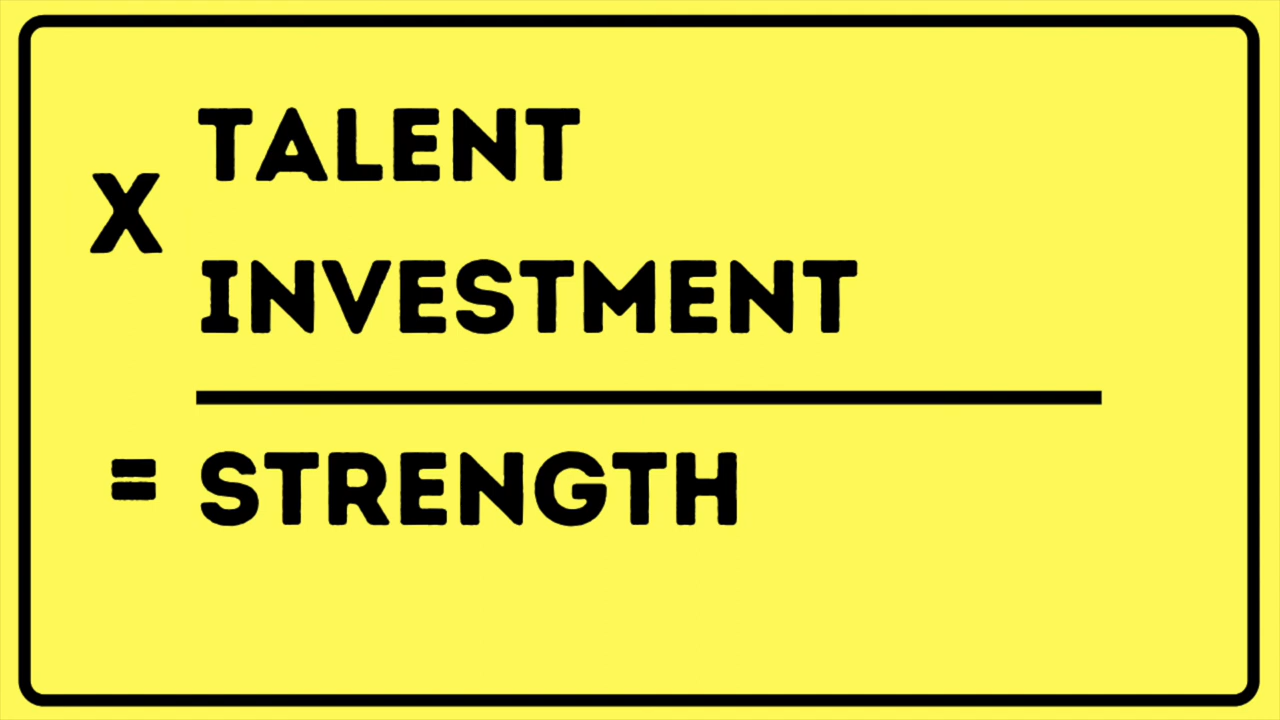 TALENT
X
INVESTMENT
= STRENGTH